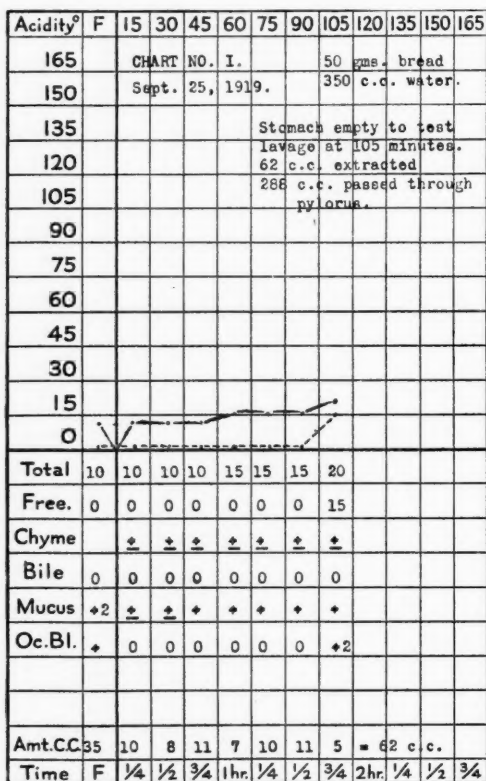 Acidity° F 15 30 45 60 75 90 105 120 135 150 165
165 CHART NO. I. 50 gms. bread
Sept. 25, 1919. 350 c.c. water.
150
135 Stomach empty to test
lavage at 105 minutes.
120 62 c.c. extracted
288 c.c. passed through
105 pylorus.
90
75
60
45
30
15
0
Total 10 10 10 10 15 15 15 20
Free. 0 0 0 0 0 0 0 15
Chyme ± ± ± ± ± ± ±
Bile 0 0 0 0 0 0 0 0
Mucus +2 ± ± + + + + +
Oc.Bl. + 0 0 0 0 0 0 +2
Amt.C.C. 35 10 8 11 7 10 11 5 = 62 c.c.
Time F ¼ ½ ¾ 1hr. ¼ ½ ¾ 2hr. ¼ ½ ¾